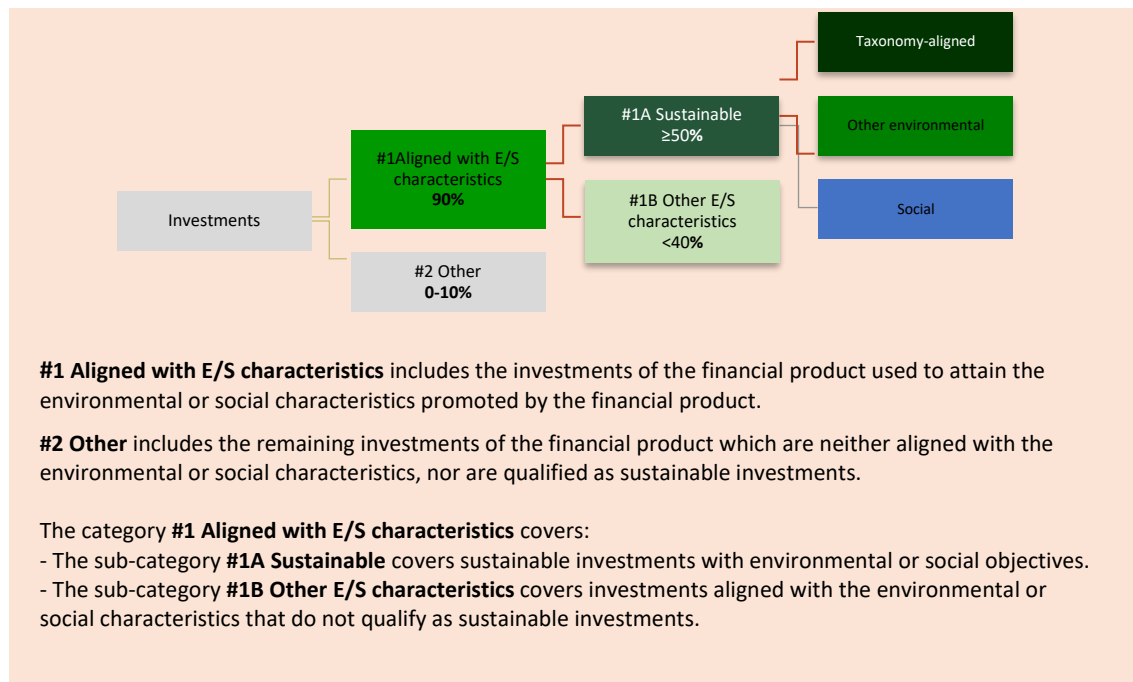 Taxonomy-aligned
#1A Sustainable
≥50%
Other environmental
#1Aligned with E/S
characteristics
90%
#1B Other E/S
characteristics
<40%
Social
Investments
#2 Other
0-10%
#1 Aligned with E/S characteristics includes the investments of the financial product used to attain the
environmental or social characteristics promoted by the financial product.
#2 Other includes the remaining investments of the financial product which are neither aligned with the
environmental or social characteristics, nor are qualified as sustainable investments.
The category #1 Aligned with E/S characteristics covers:
- The sub-category #1A Sustainable covers sustainable investments with environmental or social objectives.
- The sub-category #1B Other E/S characteristics covers investments aligned with the environmental or
social characteristics that do not qualify as sustainable investments.